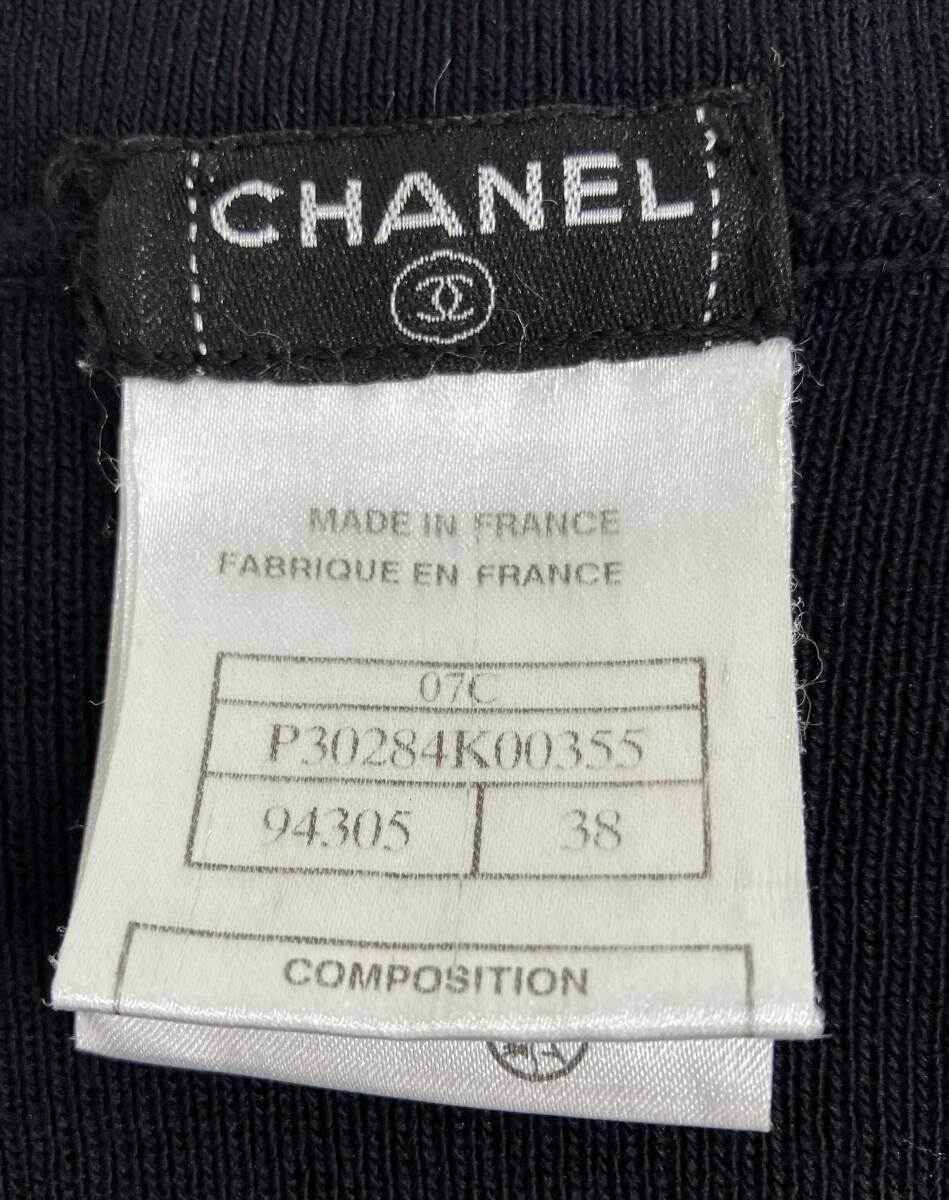 CHANEL
MADE IN FRANCE
FABRIQUE EN FRANCE
07C
P30284K00355
94305 38
COMPOSITION